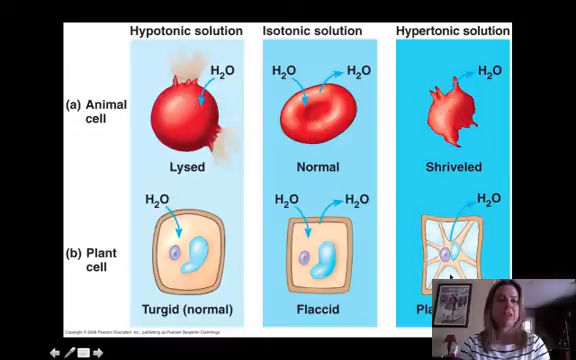 Hypotonic solution
Isotonic solution
Hypertonic solution
(a) Animal
cell
H2O
H2O
H2O
H2O
Lysed
Normal
Shriveled
(b) Plant
cell
H2O
H2O
H2O
H2O
Turgid (normal)
Flaccid
Copyright © 2008 Pearson Education, Inc., publishing as Pearson Benjamin Cummings